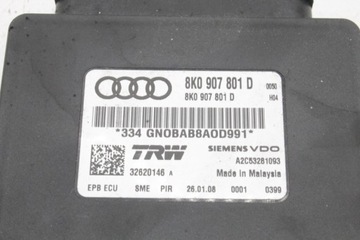 8K0 907 801 D 0050
8K0 907 801 D H04
*334 GNOBAB8AOD991*
TRW SIEMENS VDO
32620146 A A2C53281093
Made in Malaysia
EPB ECU SME PIR 26.01.08 0001 0399